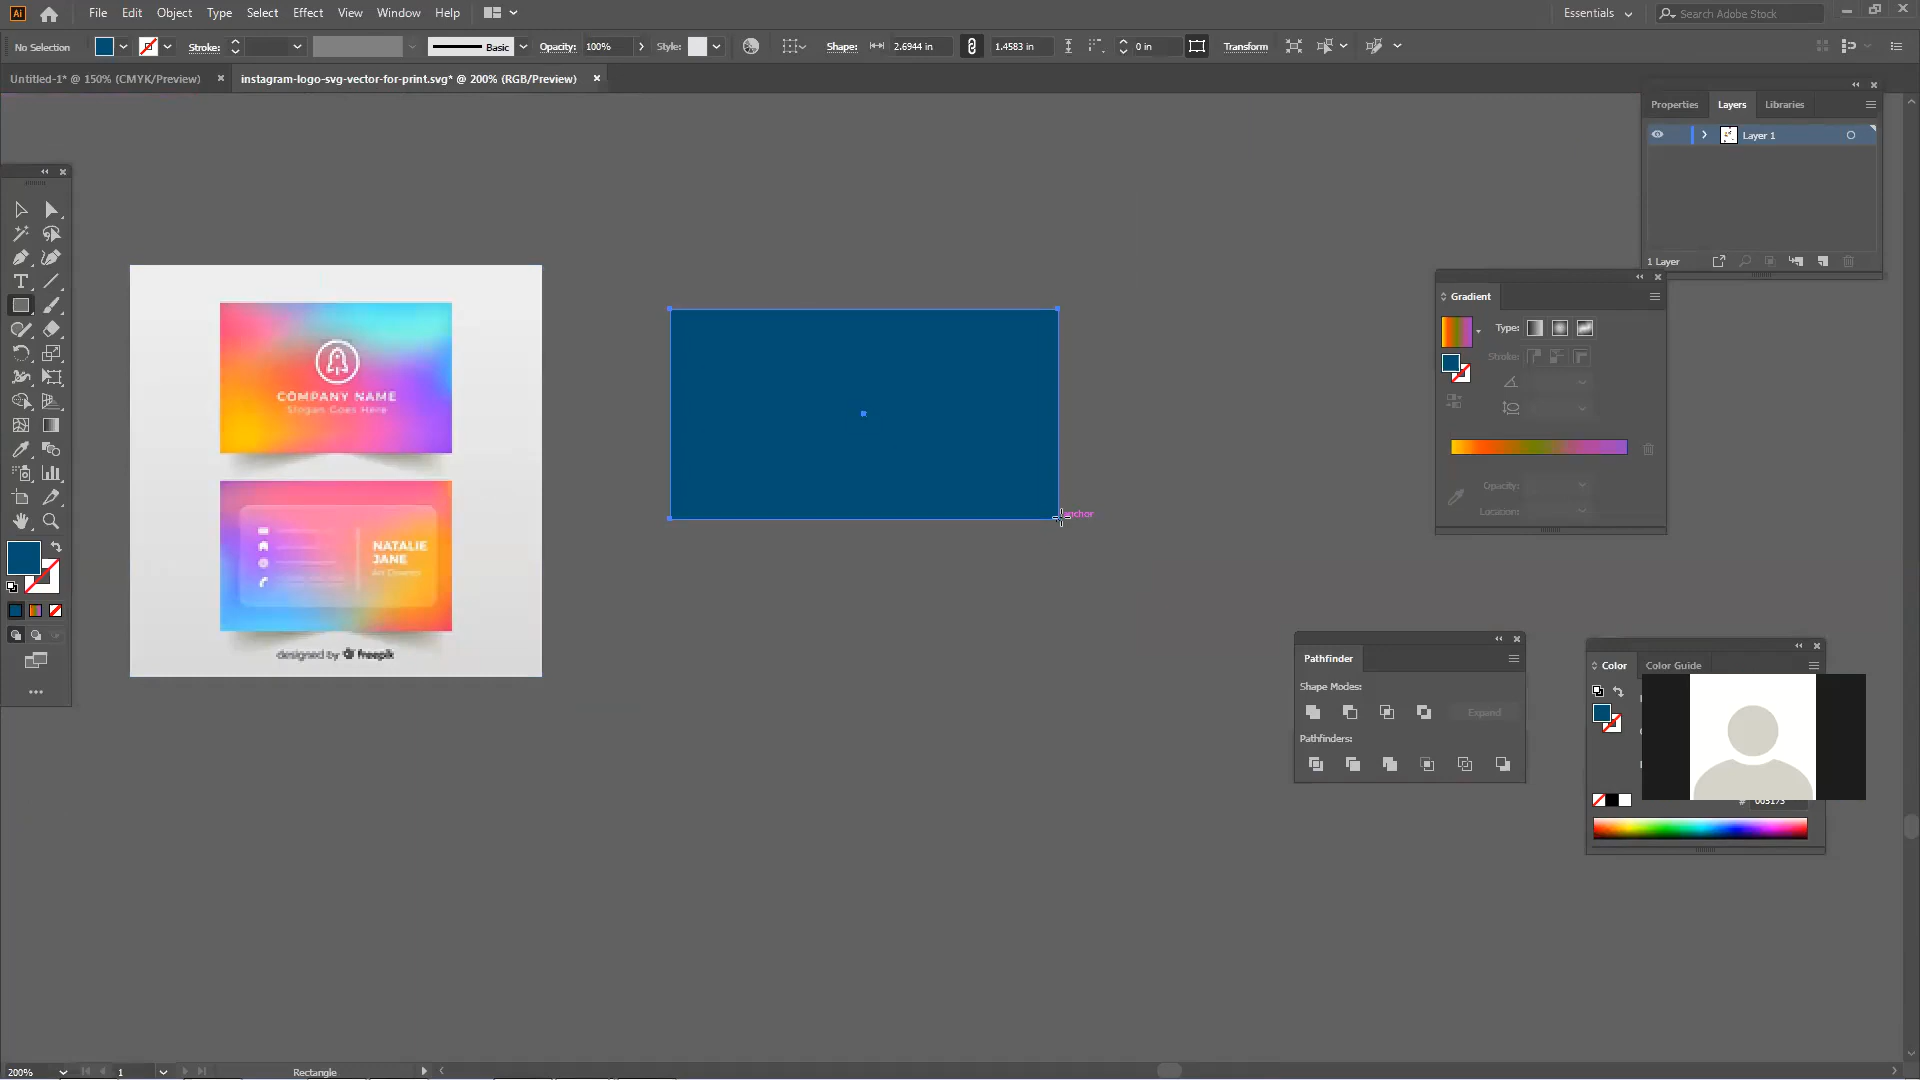 Ai File Edit Object Type Select Effect View Window Help Essentials Search Adobe Stock
No Selection Stroke: Basic Opacity: 100% Style: Shape: 2.6944 in 1.4583 in 0 in Transform
Untitled-1* @ 150% (CMYK/Preview) × instagram-logo-svg-vector-for-print.svg* @ 200% (RGB/Preview) ×
Properties Layers Libraries
Layer 1
1 Layer
Gradient
Type:
Stroke:
Opacity:
Location:
COMPANY NAME
Slogan Goes Here
anchor
NATALIE
JANE
designed by freepik
Pathfinder
Shape Modes:
Expand
Pathfinders:
Color Color Guide
# 005173
200% 1 Rectangle